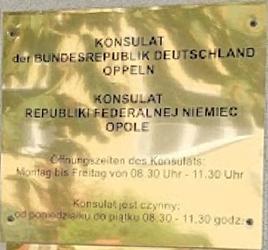 KONSULAT
der BUNDESREPUBLIK DEUTSCHLAND
OPPELN
KONSULAT
REPUBLIKI FEDERALNEJ NIEMIEC
OPOLE
Öffnungszeiten des Konsulats:
Montag bis Freitag von 08.30 Uhr - 11.30 Uhr
Konsulat jest czynny:
od poniedziałku do piątku 08.30 - 11.30 godz.